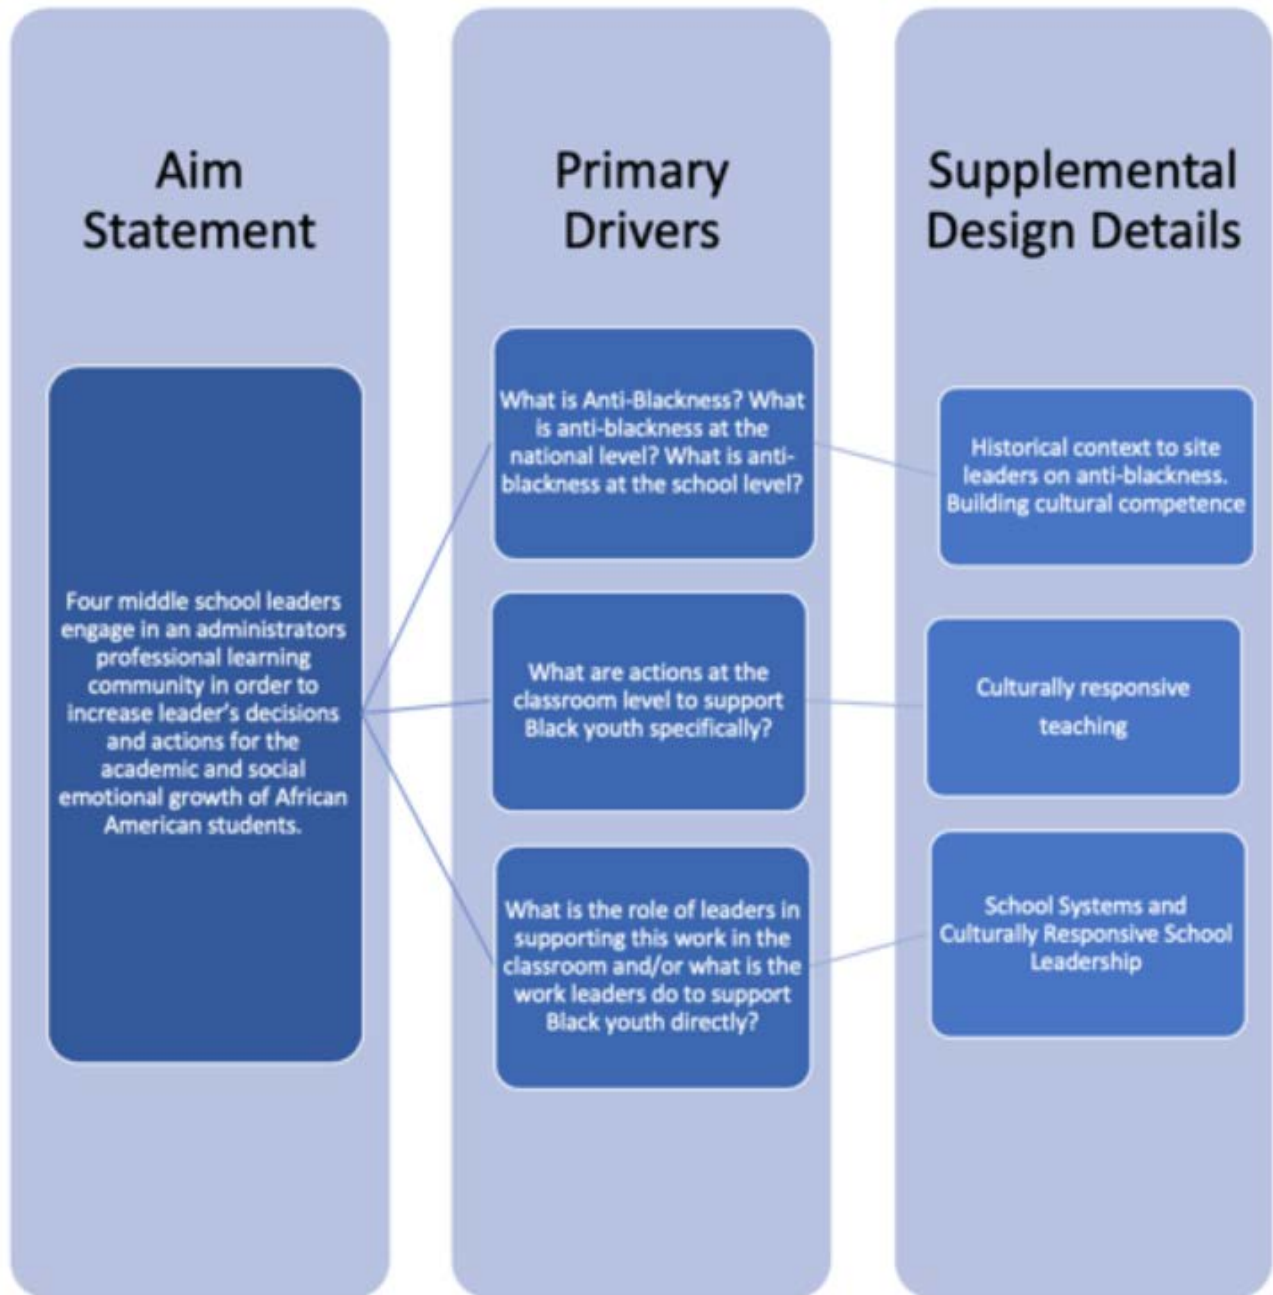 Aim
Statement
Four middle school leaders
engage in an administrators
professional learning
community in order to
increase leader's decisions
and actions for the
academic and social
emotional growth of African
American students.
Primary
Drivers
What is Anti-Blackness? What
is anti-blackness at the
national level? What is anti-
blackness at the school level?
What are actions at the
classroom level to support
Black youth specifically?
What is the role of leaders in
supporting this work in the
classroom and/or what is the
work leaders do to support
Black youth directly?
Supplemental
Design Details
Historical context to site
leaders on anti-blackness.
Building cultural competence
Culturally responsive
teaching
School Systems and
Culturally Responsive School
Leadership